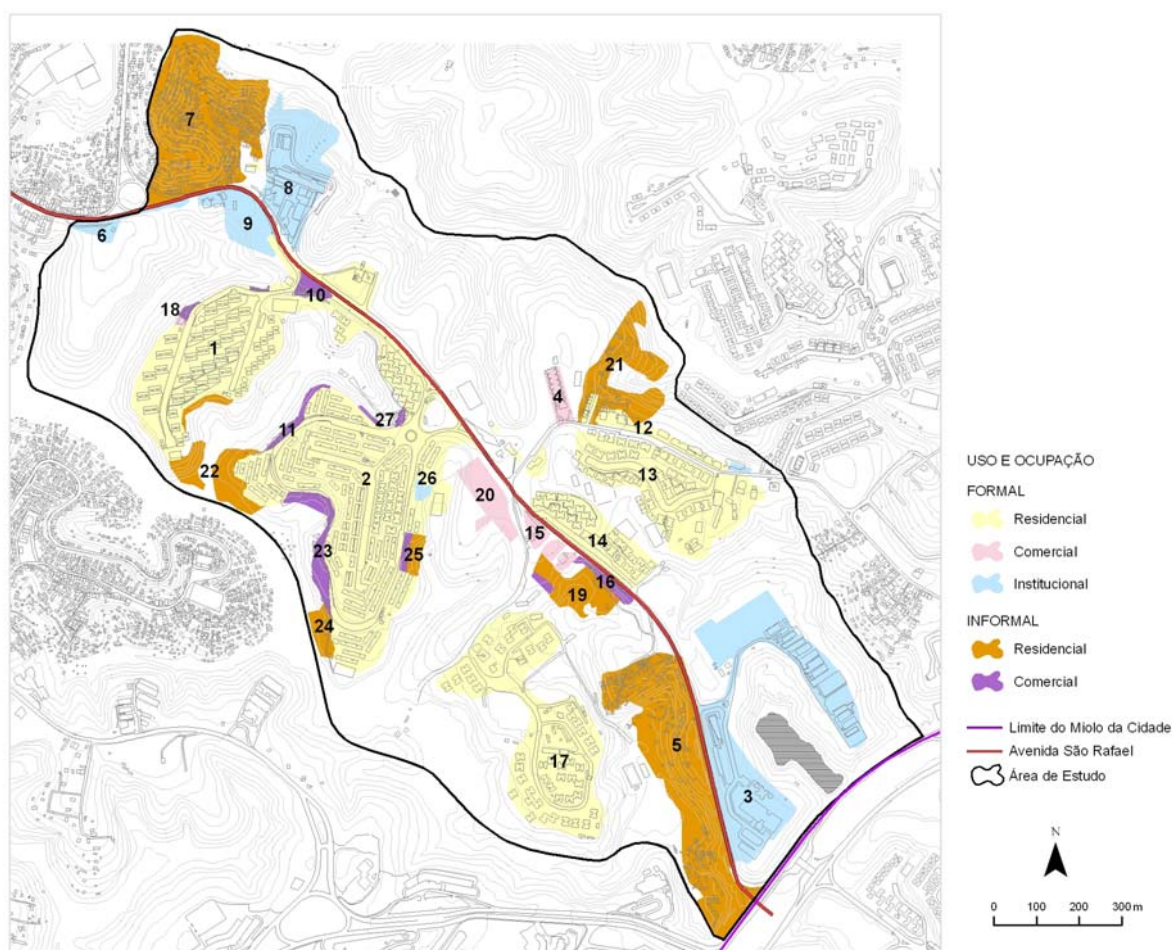 7
8
9
6
10
18
1
21
4
27
11
12
2
13
22
26
20
15
14
23
25
16
19
24
5
17
3
USO E OCUPAÇÃO
FORMAL
Residencial
Comercial
Institucional
INFORMAL
Residencial
Comercial
Limite do Miolo da Cidade
Avenida São Rafael
Área de Estudo
N
0 100 200 300 m